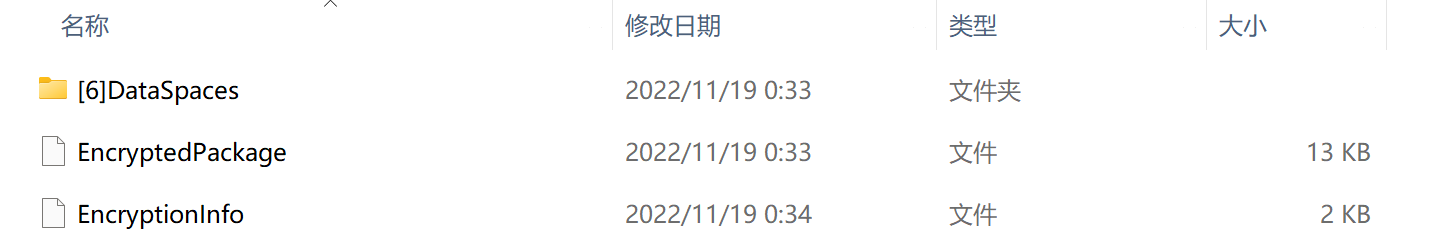 名称 修改日期 类型 大小
[6]DataSpaces 2022/11/19 0:33 文件夹
EncryptedPackage 2022/11/19 0:33 文件 13 KB
EncryptionInfo 2022/11/19 0:34 文件 2 KB